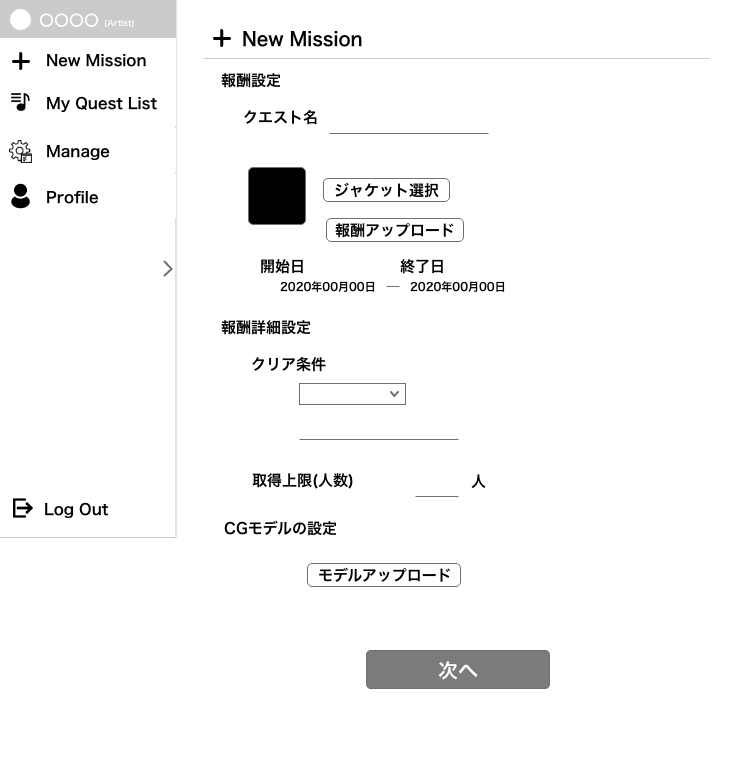 ○○○○ (Artist)
New Mission
My Quest List
Manage
Profile
Log Out
New Mission
報酬設定
クエスト名
ジャケット選択
報酬アップロード
開始日 終了日
2020年00月00日 — 2020年00月00日
報酬詳細設定
クリア条件
取得上限(人数) 人
CGモデルの設定
モデルアップロード
次へ